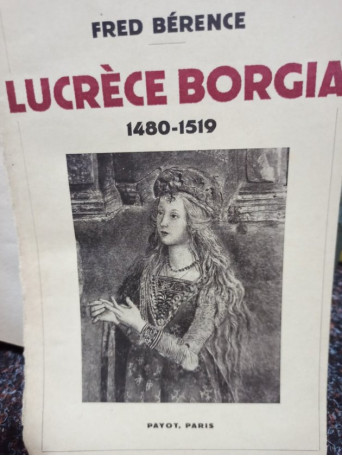 FRED BÉRENCE
LUCRÈCE BORGIA
1480-1519
PAYOT, PARIS